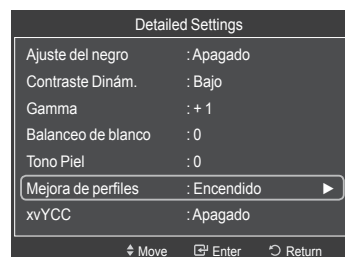 Detailed Settings
Ajuste del negro : Apagado
Contraste Dinám. : Bajo
Gamma : + 1
Balanceo de blanco : 0
Tono Piel : 0
Mejora de perfiles : Encendido ►
xvYCC : Apagado
Move Enter Return